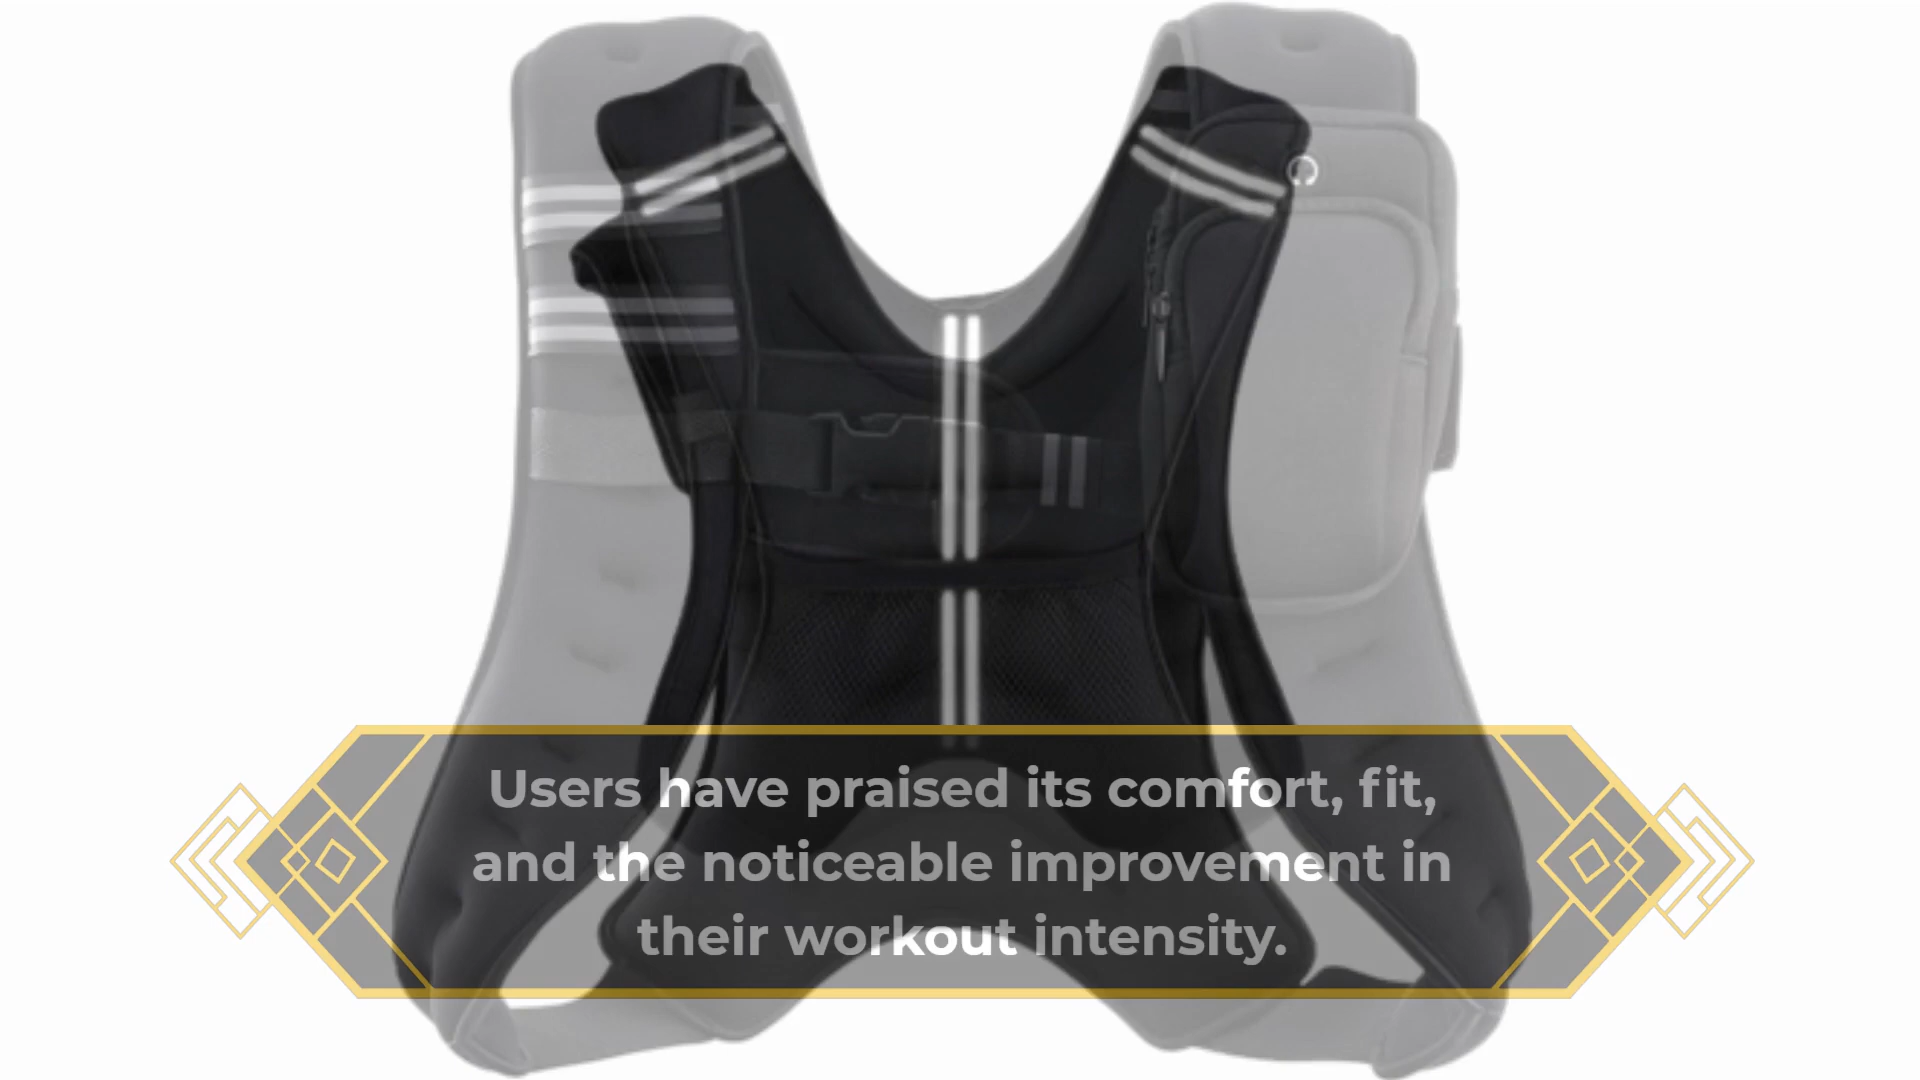 Users have praised its comfort, fit,
and the noticeable improvement in
their workout intensity.